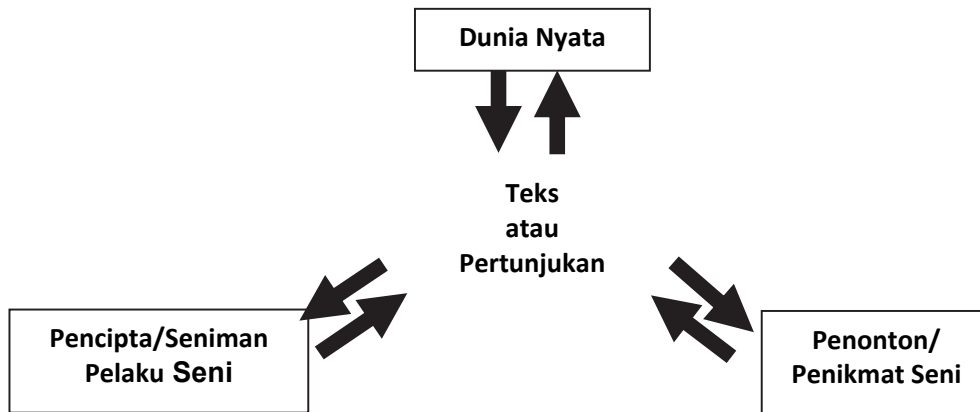 Dunia Nyata
Teks
atau
Pertunjukan
Pencipta/Seniman
Pelaku Seni
Penonton/
Penikmat Seni